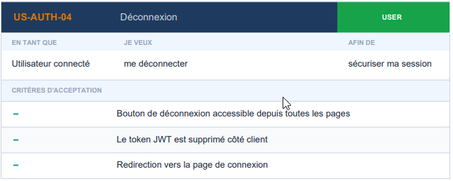 US-AUTH-04 Déconnexion USER
EN TANT QUE JE VEUX AFIN DE
Utilisateur connecté me déconnecter sécuriser ma session
CRITÈRES D'ACCEPTATION
– Bouton de déconnexion accessible depuis toutes les pages
– Le token JWT est supprimé côté client
– Redirection vers la page de connexion